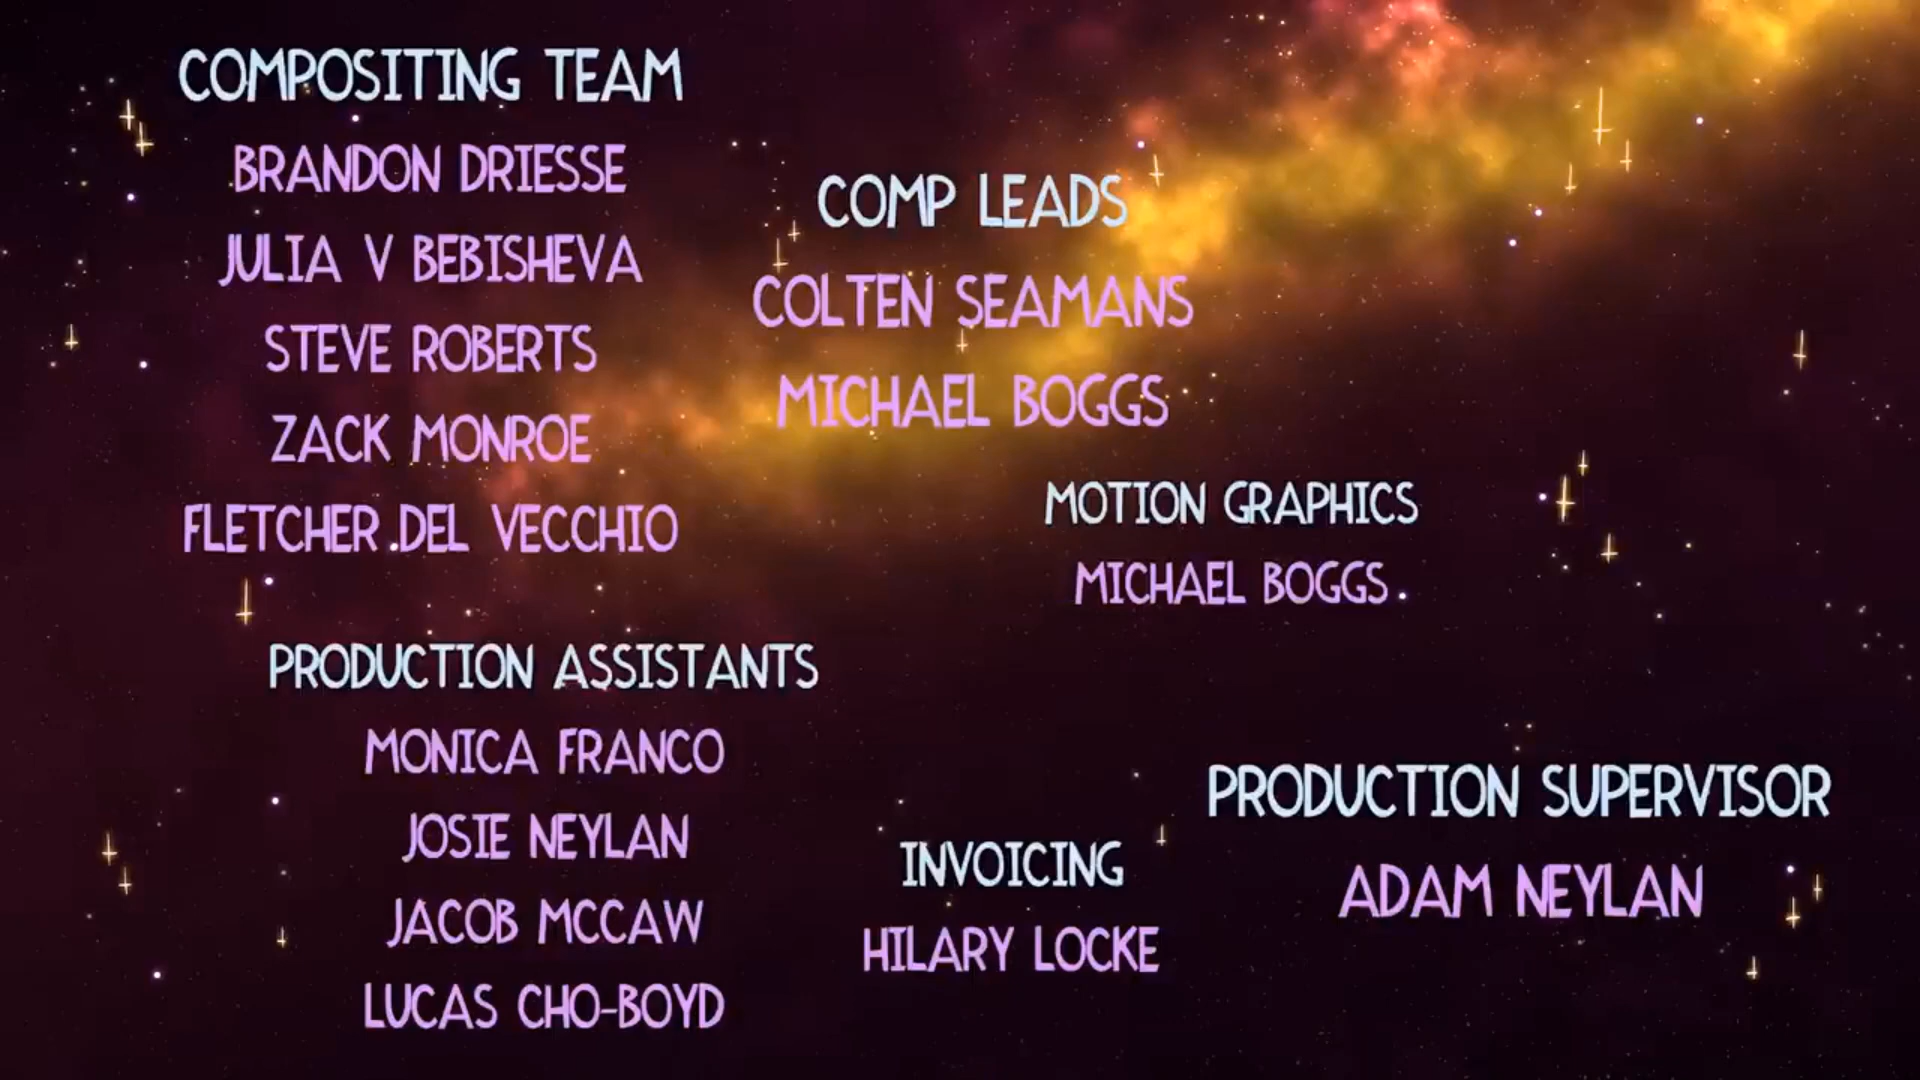 COMPOSITING TEAM
BRANDON DRIESSE
JULIA V BEBISHEVA
STEVE ROBERTS
ZACK MONROE
FLETCHER DEL VECCHIO
COMP LEADS
COLTEN SEAMANS
MICHAEL BOGGS
MOTION GRAPHICS
MICHAEL BOGGS
PRODUCTION ASSISTANTS
MONICA FRANCO
JOSIE NEYLAN
JACOB MCCAW
LUCAS CHO-BOYD
INVOICING
HILARY LOCKE
PRODUCTION SUPERVISOR
ADAM NEYLAN